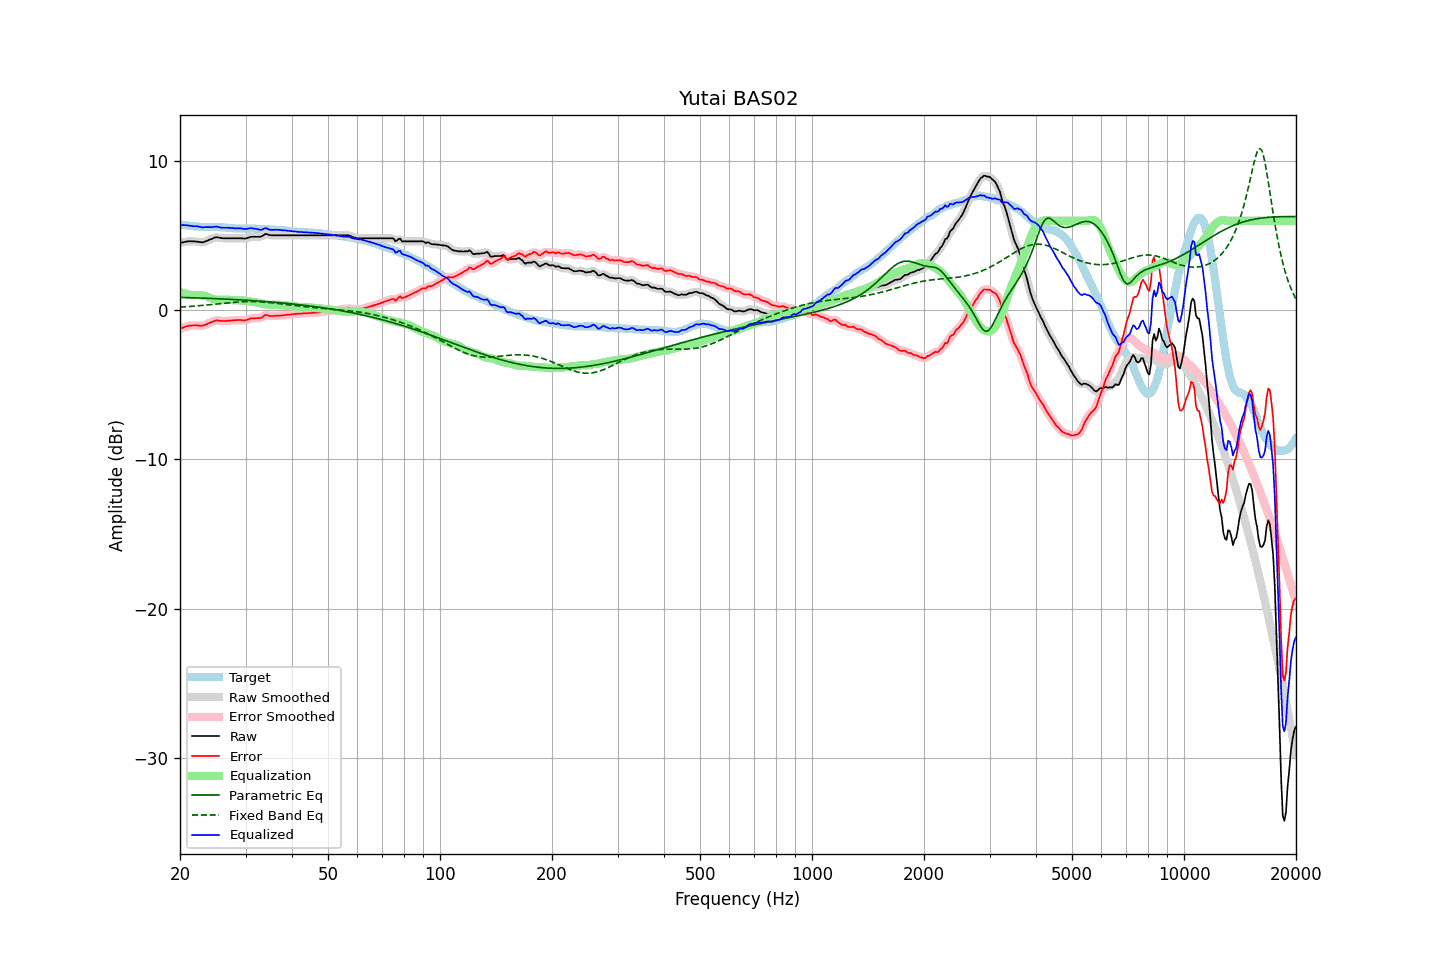 Yutai BAS02
Amplitude (dBr)
10
0
−10
−20
−30
Target
Raw Smoothed
Error Smoothed
Raw
Error
Equalization
Parametric Eq
Fixed Band Eq
Equalized
20 50 100 200 500 1000 2000 5000 10000 20000
Frequency (Hz)